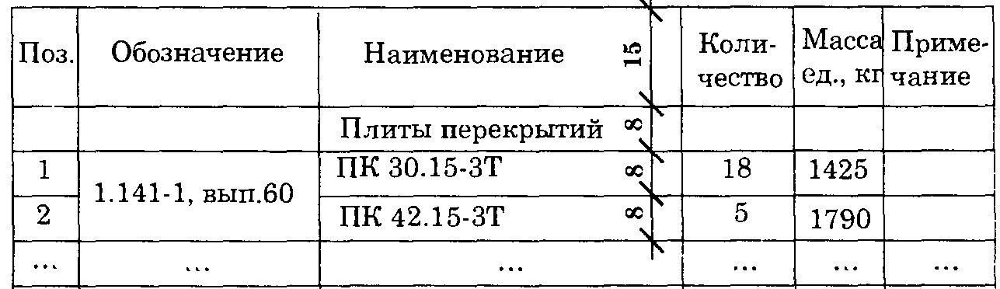 Поз. Обозначение Наименование 15 Коли- Масса Приме-
чество ед., кг чание
Плиты перекрытий 8
1 ПК 30.15-3Т 8 18 1425
1.141-1, вып.60
2 ПК 42.15-3Т 8 5 1790
... ... ... ... ... ...